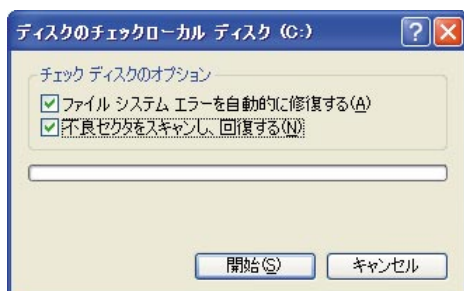 ディスクのチェックローカル ディスク (C:)
チェック ディスクのオプション
ファイル システム エラーを自動的に修復する(A)
不良セクタをスキャンし、回復する(N)
開始(S)
キャンセル